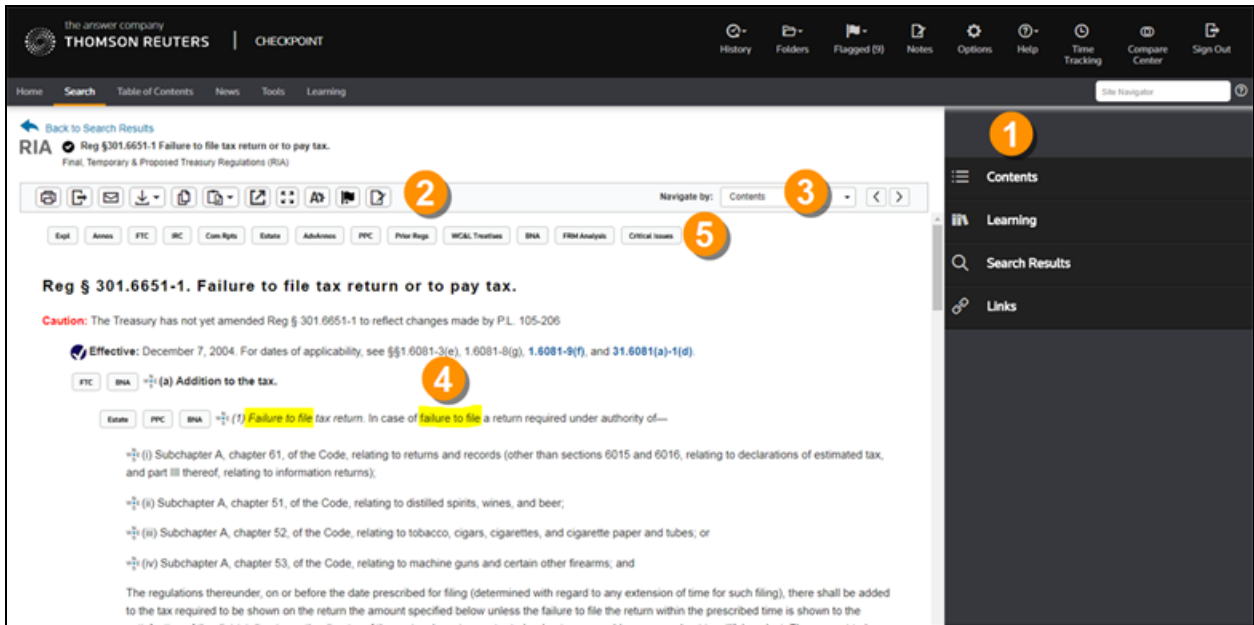 the answer company
THOMSON REUTERS
CHECKPOINT
History
Folders
Flagged (9)
Notes
Options
Help
Time Tracking
Compare Center
Sign Out
Home Search Table of Contents News Tools Learning
Site Navigator
Back to Search Results
RIA Reg §301.6651-1 Failure to file tax return or to pay tax.
Final, Temporary & Proposed Treasury Regulations (RIA)
1
2
Navigate by: Contents
3
Expl Annos FTC IRC Com Rpts Estate AdvAnnos PPC Prior Regs WG&L Treatises BNA FRM Analysis Critical Issues
5
Contents
Learning
Search Results
Links
Reg § 301.6651-1. Failure to file tax return or to pay tax.
Caution: The Treasury has not yet amended Reg § 301.6651-1 to reflect changes made by P.L. 105-206
Effective: December 7, 2004. For dates of applicability, see §§1.6081-3(e), 1.6081-8(g), 1.6081-9(f), and 31.6081(a)-1(d).
FTC BNA (a) Addition to the tax.
4
Estate PPC BNA (1) Failure to file tax return. In case of failure to file a return required under authority of—
(i) Subchapter A, chapter 61, of the Code, relating to returns and records (other than sections 6015 and 6016, relating to declarations of estimated tax,
and part III thereof, relating to information returns);
(ii) Subchapter A, chapter 51, of the Code, relating to distilled spirits, wines, and beer;
(iii) Subchapter A, chapter 52, of the Code, relating to tobacco, cigars, cigarettes, and cigarette paper and tubes; or
(iv) Subchapter A, chapter 53, of the Code, relating to machine guns and certain other firearms; and
The regulations thereunder, on or before the date prescribed for filing (determined with regard to any extension of time for such filing), there shall be added
to the tax required to be shown on the return the amount specified below unless the failure to file the return within the prescribed time is shown to the